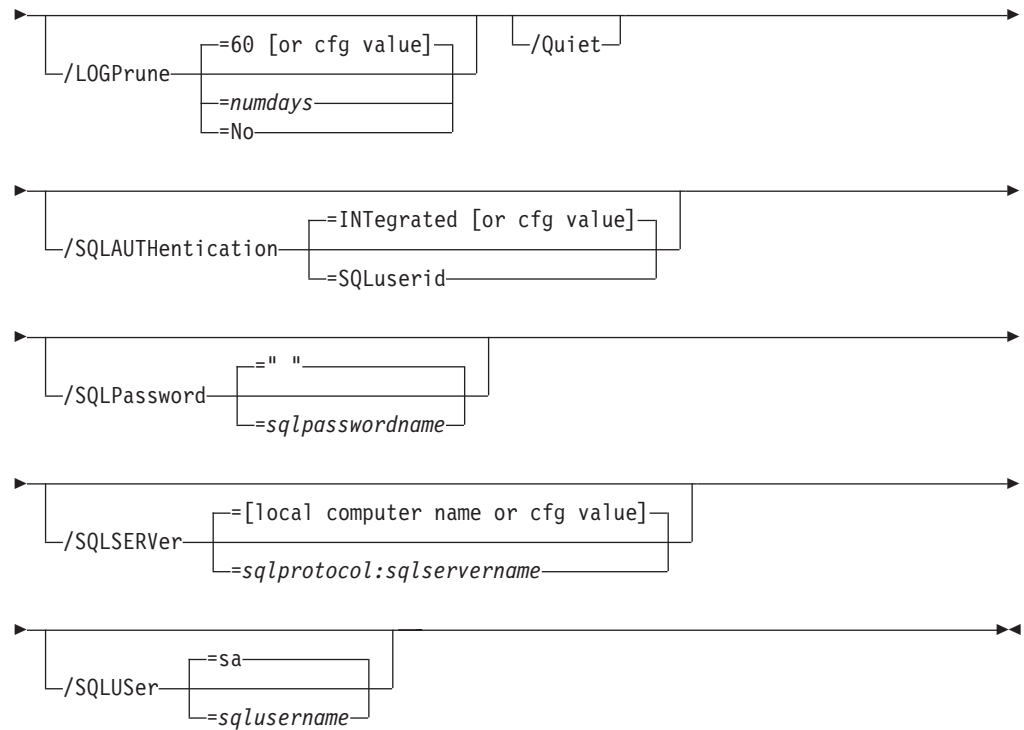 =60 [or cfg value]
/Quiet
/LOGPrune
=numdays
=No
=INTegrated [or cfg value]
/SQLAUTHentication
=SQLuserid
=" "
/SQLPassword
=sqlpasswordname
=[local computer name or cfg value]
/SQLSERVer
=sqlprotocol:sqlservername
=sa
/SQLUSer
=sqlusername